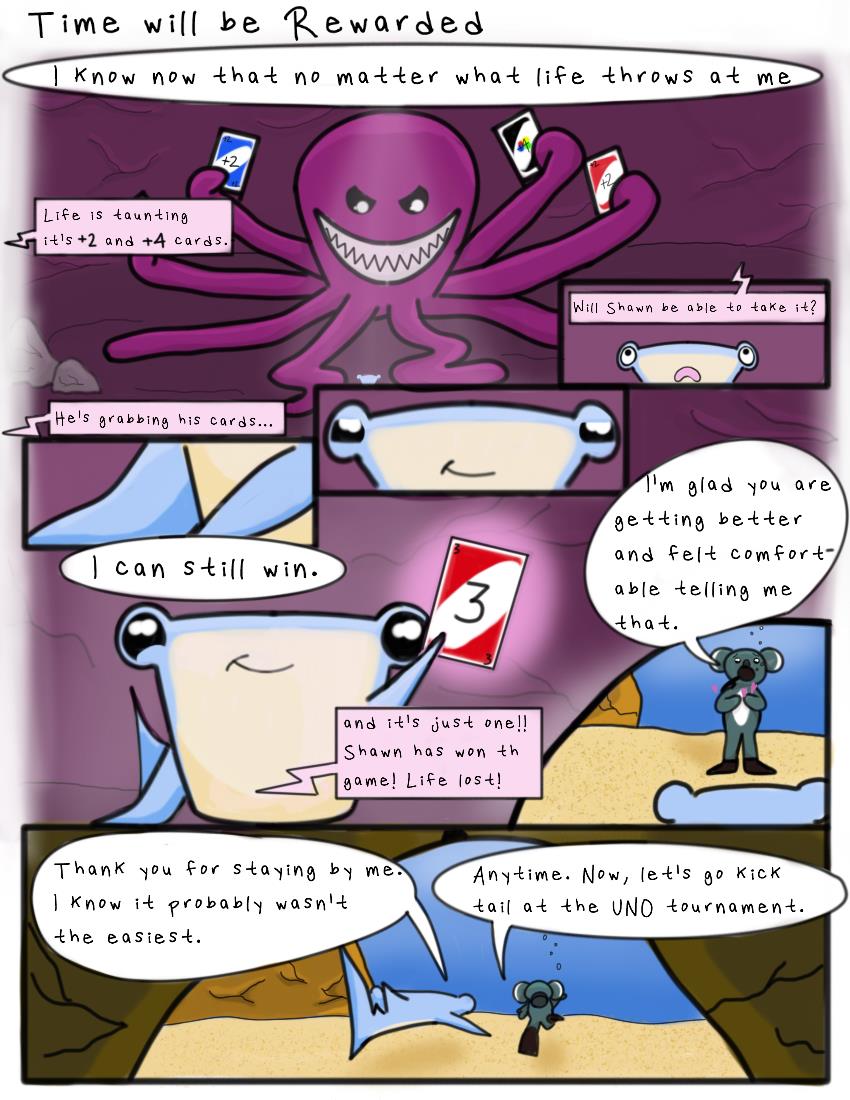 Time will be Rewarded
I know now that no matter what life throws at me
+2
+4
+2
Life is taunting
it's +2 and +4 cards.
Will Shawn be able to take it?
He's grabbing his cards...
I'm glad you are
getting better
and felt comfort-
able telling me
that.
I can still win.
3
3
3
and it's just one!!
Shawn has won th
game! Life lost!
Thank you for staying by me.
I know it probably wasn't
the easiest.
Anytime. Now, let's go kick
tail at the UNO tournament.